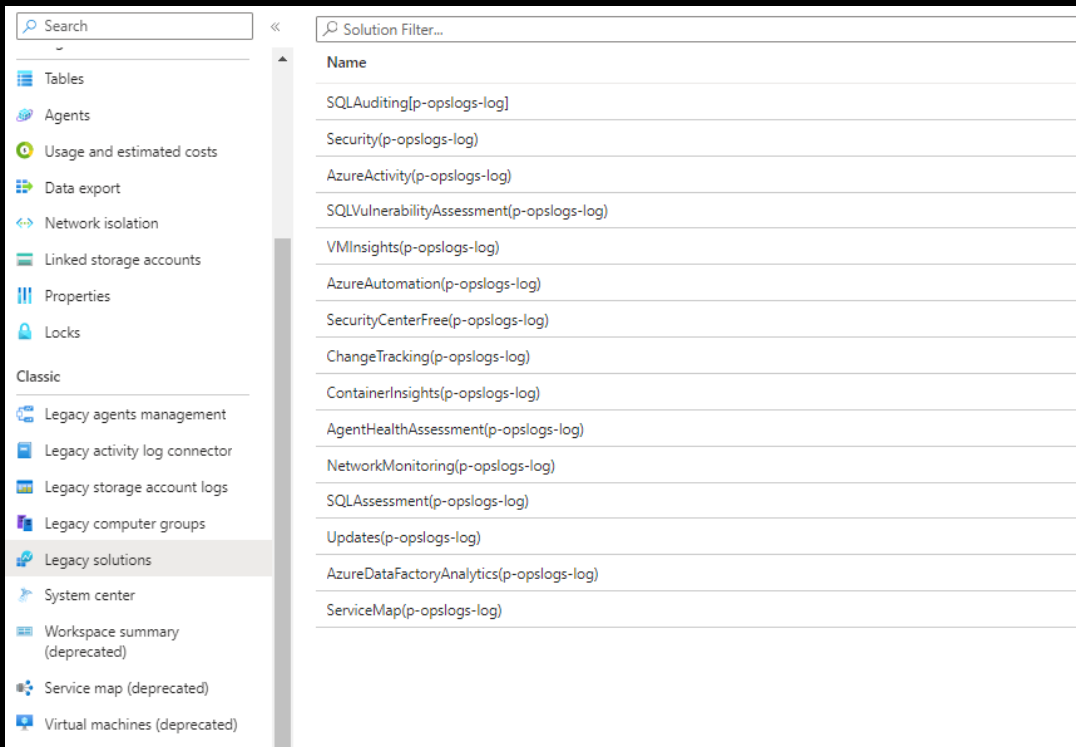 Search
«
Tables
Agents
Usage and estimated costs
Data export
Network isolation
Linked storage accounts
Properties
Locks
Classic
Legacy agents management
Legacy activity log connector
Legacy storage account logs
Legacy computer groups
Legacy solutions
System center
Workspace summary
(deprecated)
Service map (deprecated)
Virtual machines (deprecated)
Solution Filter...
Name
SQLAuditing[p-opslogs-log]
Security(p-opslogs-log)
AzureActivity(p-opslogs-log)
SQLVulnerabilityAssessment(p-opslogs-log)
VMInsights(p-opslogs-log)
AzureAutomation(p-opslogs-log)
SecurityCenterFree(p-opslogs-log)
ChangeTracking(p-opslogs-log)
ContainerInsights(p-opslogs-log)
AgentHealthAssessment(p-opslogs-log)
NetworkMonitoring(p-opslogs-log)
SQLAssessment(p-opslogs-log)
Updates(p-opslogs-log)
AzureDataFactoryAnalytics(p-opslogs-log)
ServiceMap(p-opslogs-log)